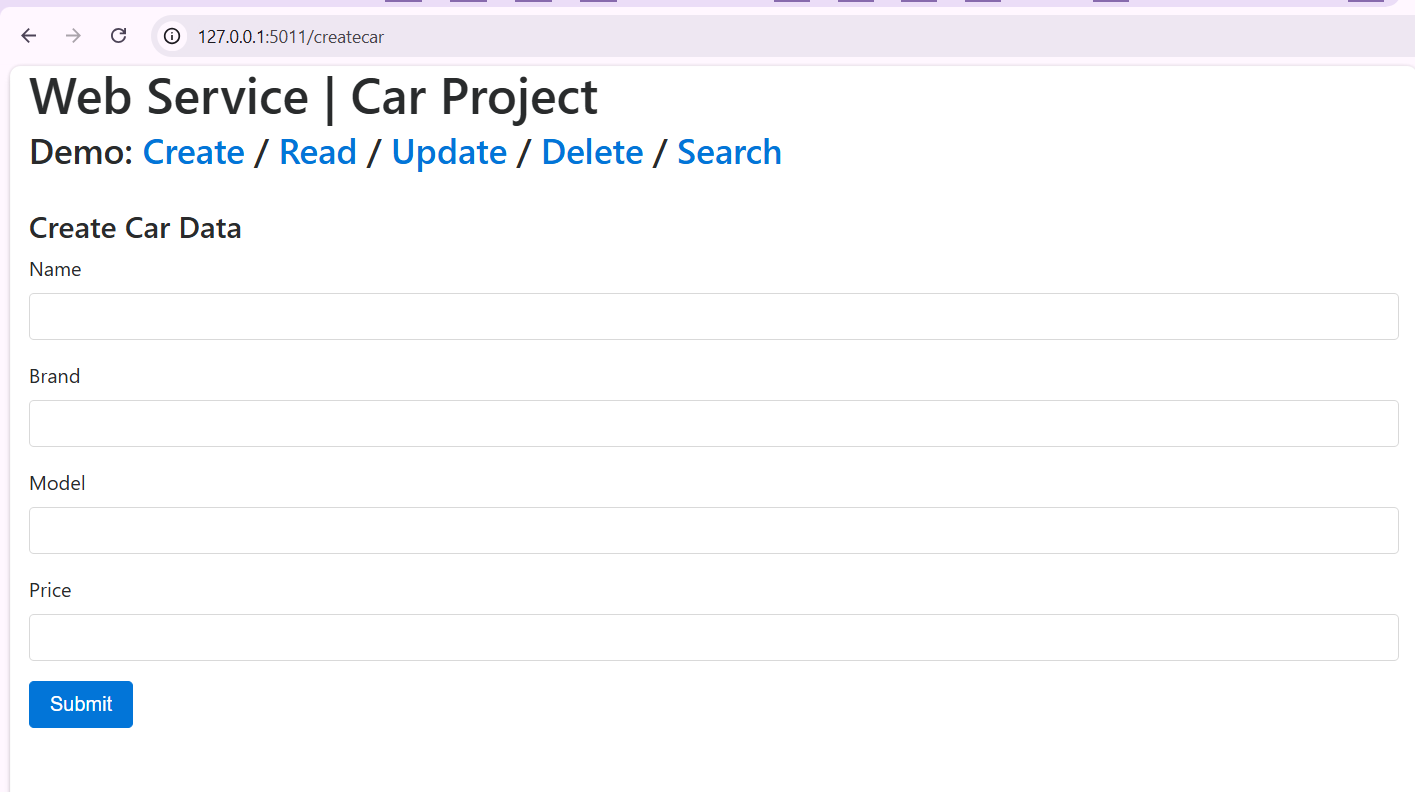 127.0.0.1:5011/createcar
Web Service | Car Project
Demo: Create / Read / Update / Delete / Search
Create Car Data
Name
Brand
Model
Price
Submit